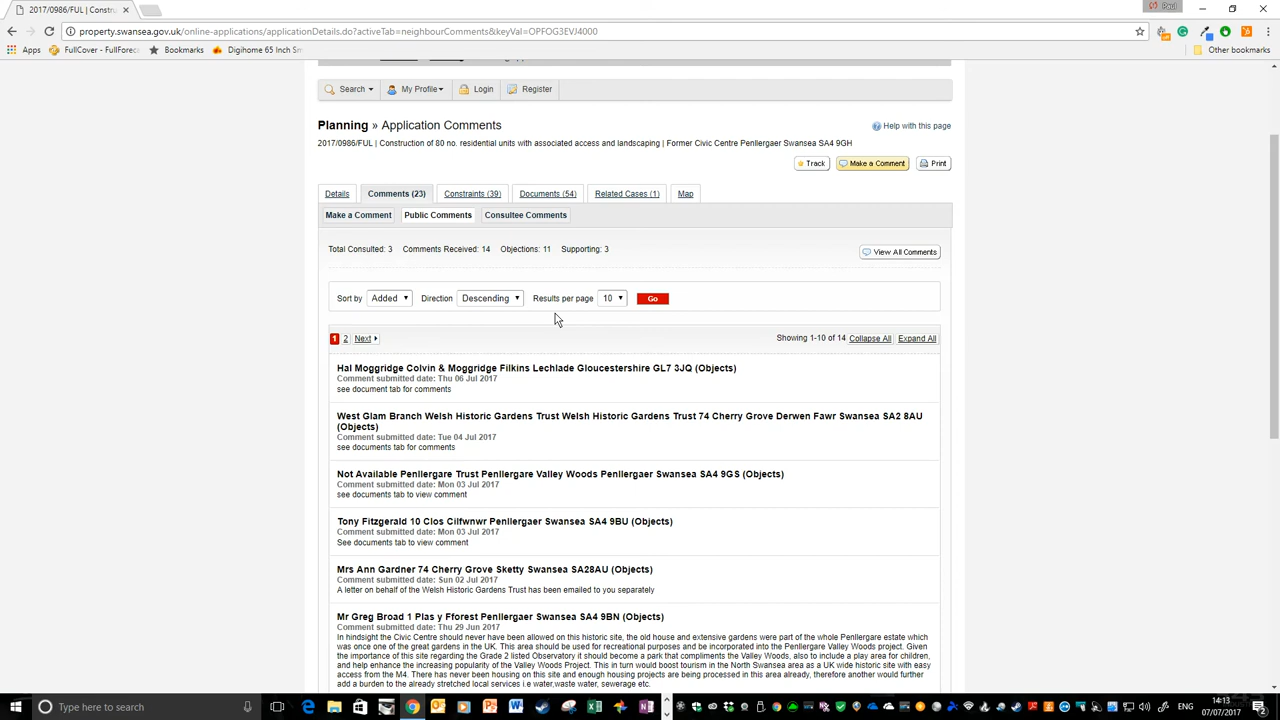 2017/0986/FUL | Constru
Paul
property.swansea.gov.uk/online-applications/applicationDetails.do?activeTab=neighbourComments&keyVal=OPFOG3EVJ4000
Apps FullCover - FullForeca Bookmarks Digihome 65 Inch Sm Other bookmarks
Search My Profile Login Register
Planning » Application Comments
Help with this page
2017/0986/FUL | Construction of 80 no. residential units with associated access and landscaping | Former Civic Centre Penllergaer Swansea SA4 9GH
Track Make a Comment Print
Details Comments (23) Constraints (39) Documents (54) Related Cases (1) Map
Make a Comment Public Comments Consultee Comments
Total Consulted: 3 Comments Received: 14 Objections: 11 Supporting: 3
View All Comments
Sort by Added Direction Descending Results per page 10 Go
1 2 Next Showing 1-10 of 14 Collapse All Expand All
Hal Moggridge Colvin & Moggridge Filkins Lechlade Gloucestershire GL7 3JQ (Objects)
Comment submitted date: Thu 06 Jul 2017
see document tab for comments
West Glam Branch Welsh Historic Gardens Trust Welsh Historic Gardens Trust 74 Cherry Grove Derwen Fawr Swansea SA2 8AU
(Objects)
Comment submitted date: Tue 04 Jul 2017
see documents tab for comments
Not Available Penllergare Trust Penllergare Valley Woods Penllergaer Swansea SA4 9GS (Objects)
Comment submitted date: Mon 03 Jul 2017
see documents tab to view comment
Tony Fitzgerald 10 Clos Cilfwnwr Penllergaer Swansea SA4 9BU (Objects)
Comment submitted date: Mon 03 Jul 2017
See documents tab to view comment
Mrs Ann Gardner 74 Cherry Grove Sketty Swansea SA28AU (Objects)
Comment submitted date: Sun 02 Jul 2017
A letter on behalf of the Welsh Historic Gardens Trust has been emailed to you separately
Mr Greg Broad 1 Plas y Fforest Penllergaer Swansea SA4 9BN (Objects)
Comment submitted date: Thu 29 Jun 2017
In hindsight the Civic Centre should never have been allowed on this historic site, the old house and extensive gardens were part of the whole Penllergare estate which
was once one of the great gardens in the UK. This area should be used for recreational purposes and be incorporated into the Penllergare Valley Woods project. Given
the importance of this site regarding the Grade 2 listed Observatory it should become a park that compliments the Valley Woods, also to include a play area for children,
and help enhance the increasing popularity of the Valley Woods Project. This in turn would boost tourism in the North Swansea area as a UK wide historic site with easy
access from the M4. There has never been housing on this site and enough housing projects are being processed in this area already, therefore another would further
add a burden to the already stretched local services i.e water,waste water, sewerage etc.
Type here to search
14:13
07/07/2017